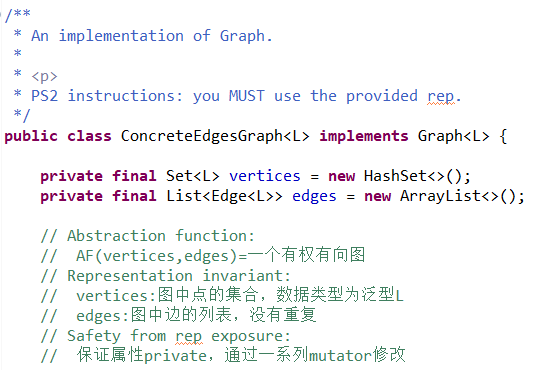 /**
 * An implementation of Graph.
 *
 * <p>
 * PS2 instructions: you MUST use the provided rep.
 */
public class ConcreteEdgesGraph<L> implements Graph<L> {
    private final Set<L> vertices = new HashSet<>();
    private final List<Edge<L>> edges = new ArrayList<>();
    // Abstraction function:
    //  AF(vertices,edges)=一个有权有向图
    // Representation invariant:
    //  vertices:图中点的集合，数据类型为泛型L
    //  edges:图中边的列表，没有重复
    // Safety from rep exposure:
    //  保证属性private，通过一系列mutator修改